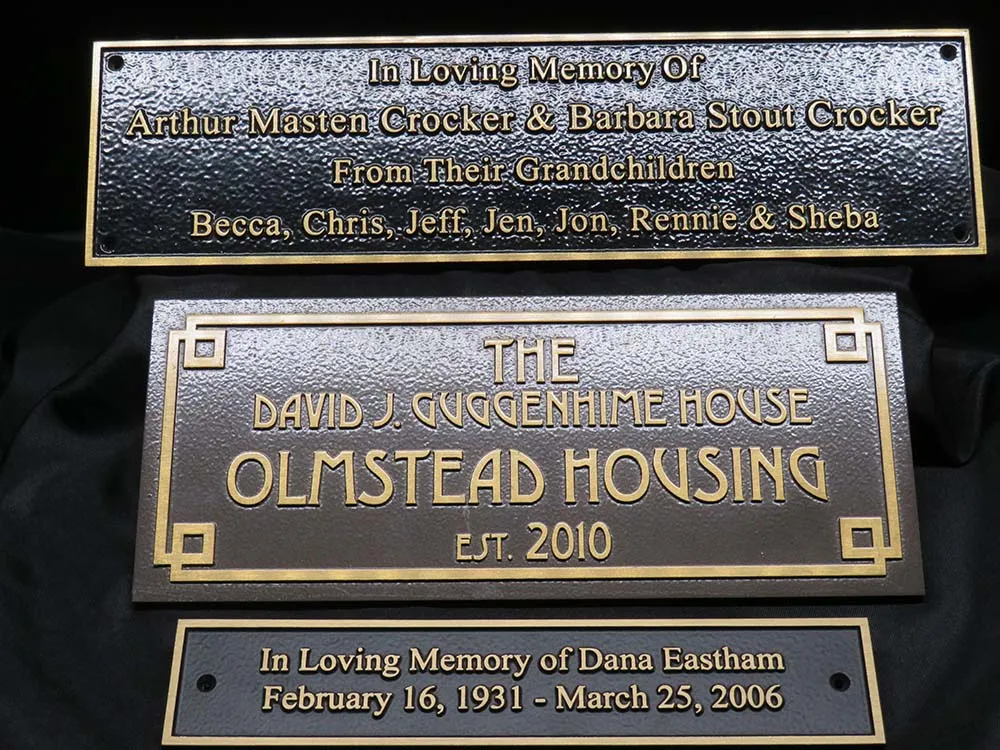 In Loving Memory Of
Arthur Masten Crocker & Barbara Stout Crocker
From Their Grandchildren
Becca, Chris, Jeff, Jen, Jon, Rennie & Sheba
THE
DAVID J. GUGGENHIME HOUSE
OLMSTEAD HOUSING
EST. 2010
In Loving Memory of Dana Eastham
February 16, 1931 - March 25, 2006